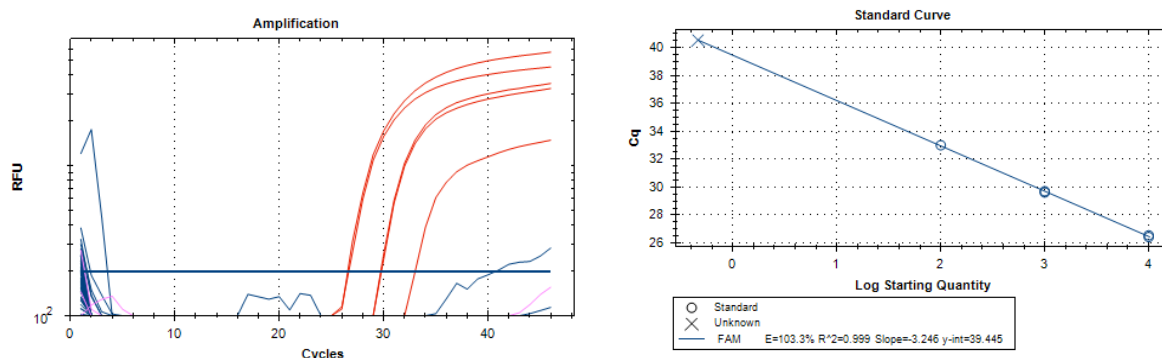 Amplification
RFU
10^2
0 10 20 30 40
Cycles
Standard Curve
Cq
40
38
36
34
32
30
28
26
0 1 2 3 4
Log Starting Quantity
Standard
Unknown
FAM E=103.3% R^2=0.999 Slope=-3.246 y-int=39.445